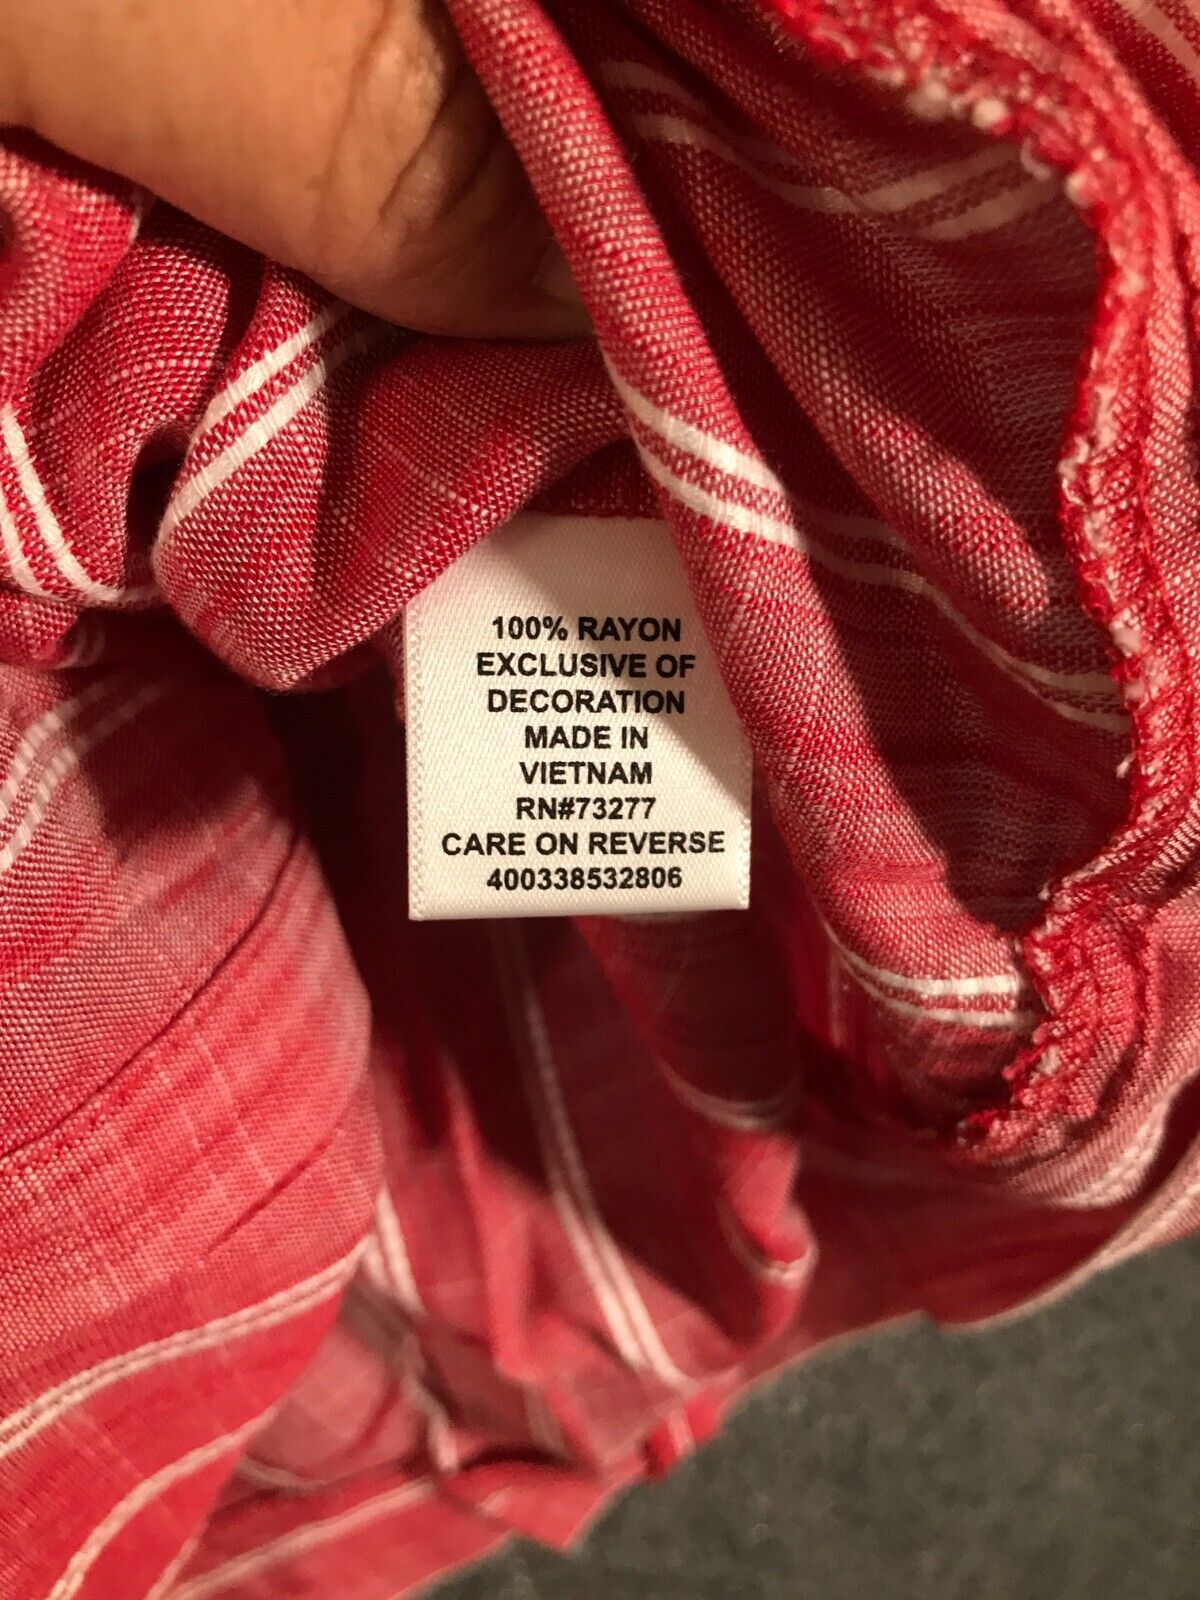 100% RAYON
EXCLUSIVE OF
DECORATION
MADE IN
VIETNAM
RN#73277
CARE ON REVERSE
400338532806